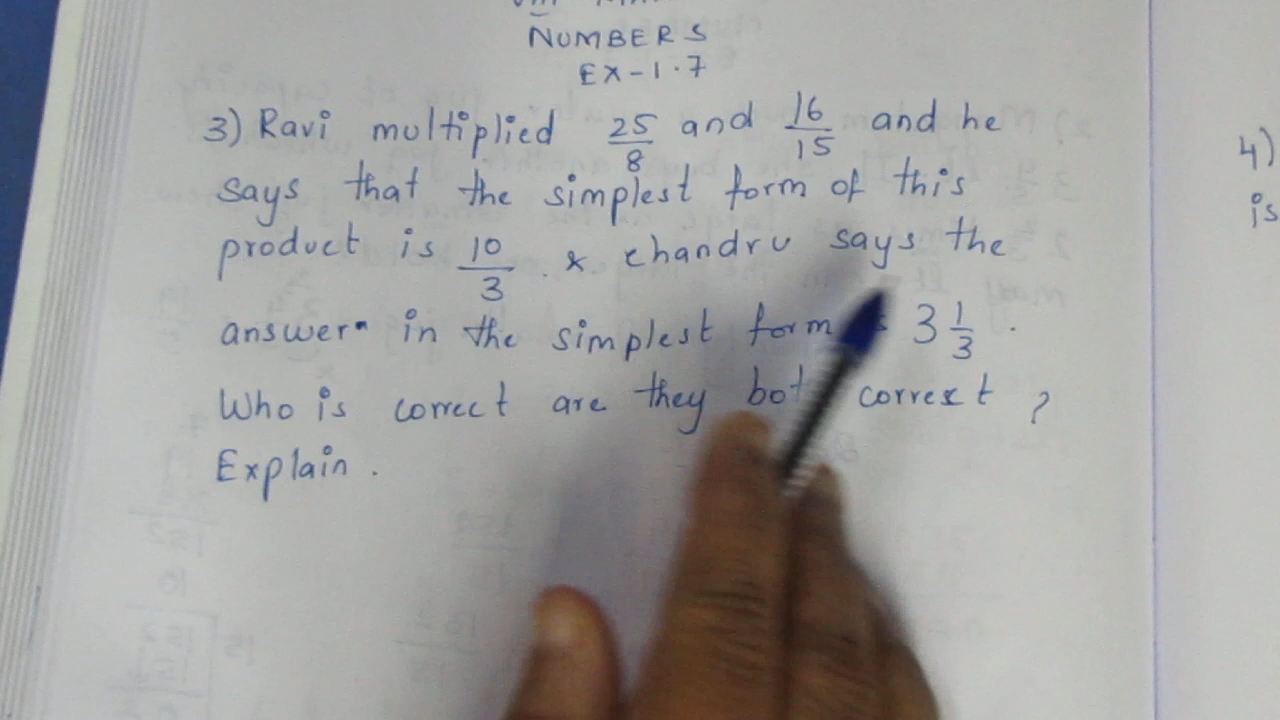 NUMBERS
EX-1.7
3) Ravi multiplied 25/8 and 16/15 and he
says that the simplest form of this
product is 10/3 . & chandru says the
answer in the simplest form 3 1/3 .
Who is correct are they both correct ?
Explain .
4)
is